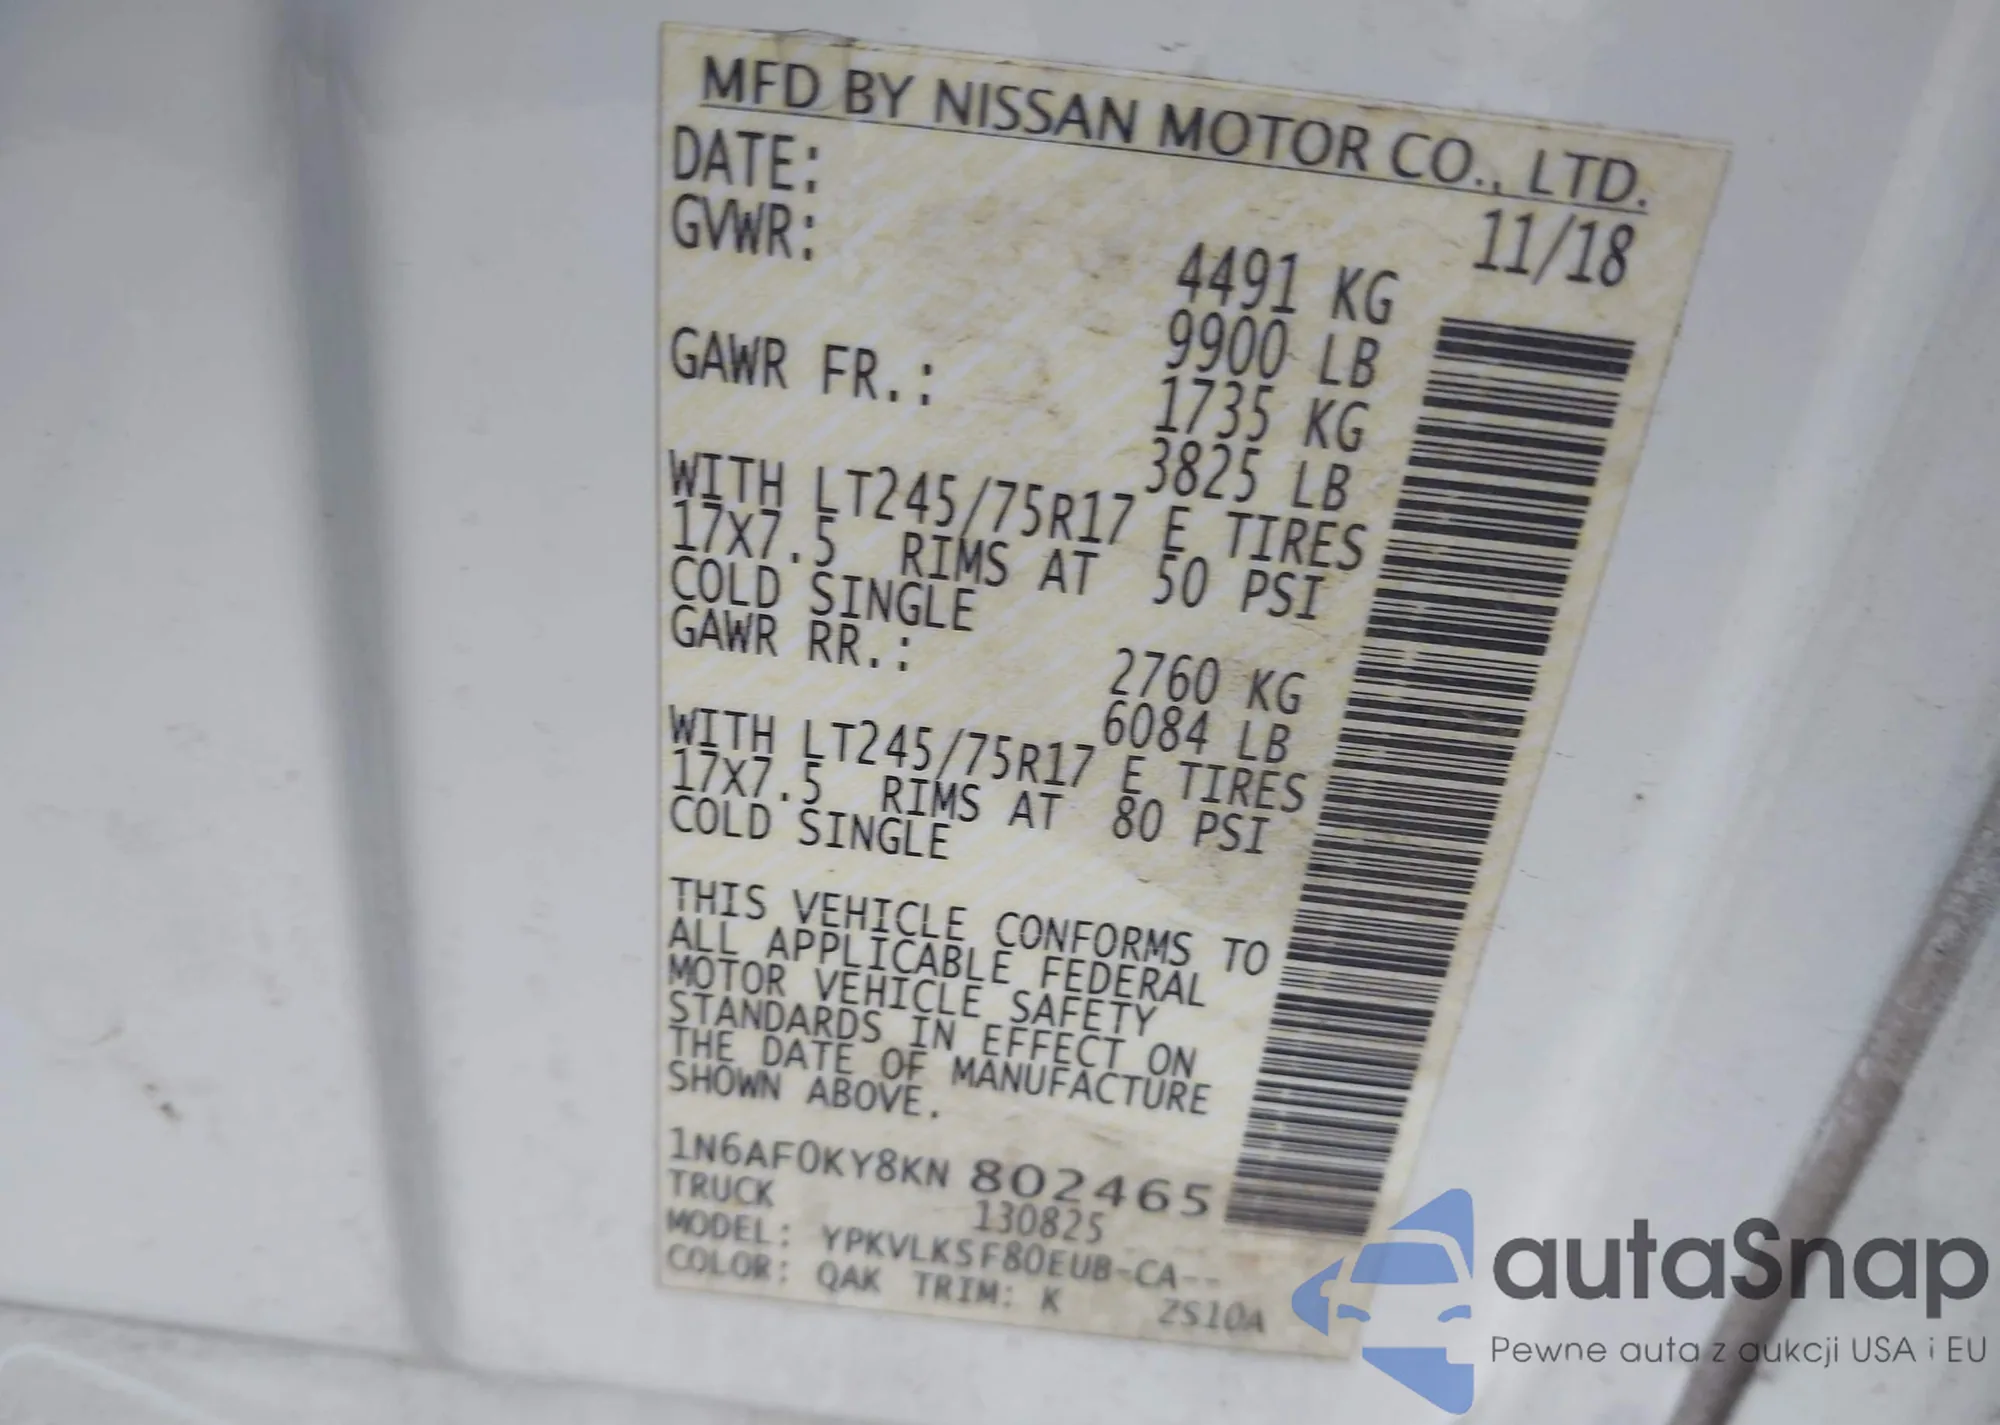 MFD BY NISSAN MOTOR CO., LTD.
DATE: 11/18
GVWR: 4491 KG
9900 LB
GAWR FR.: 1735 KG
3825 LB
WITH LT245/75R17 E TIRES
17X7.5 RIMS AT 50 PSI
COLD SINGLE
GAWR RR.: 2760 KG
6084 LB
WITH LT245/75R17 E TIRES
17X7.5 RIMS AT 80 PSI
COLD SINGLE
THIS VEHICLE CONFORMS TO
ALL APPLICABLE FEDERAL
MOTOR VEHICLE SAFETY
STANDARDS IN EFFECT ON
THE DATE OF MANUFACTURE
SHOWN ABOVE.
1N6AF0KY8KN 802465
TRUCK 130825
MODEL: YPKVLKSF80EUB-CA--
COLOR: QAK TRIM: K ZS10A
autaSnap
Pewne auta z aukcji USA i EU